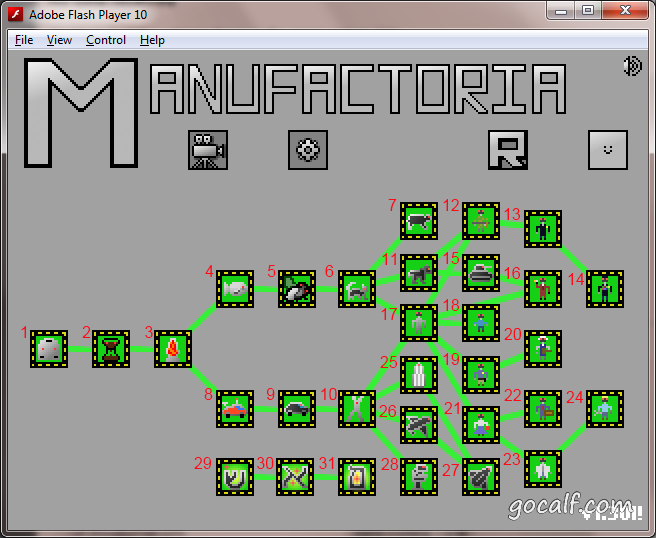 Adobe Flash Player 10
File View Control Help
MANUFACTORIA
R
7 12 13
4 5 6 11 15 16 14
17 18
1 2 3 20
25 19
8 9 10 26 21 22 24
29 30 31 28 27 23
ש א ק
gocalf.com